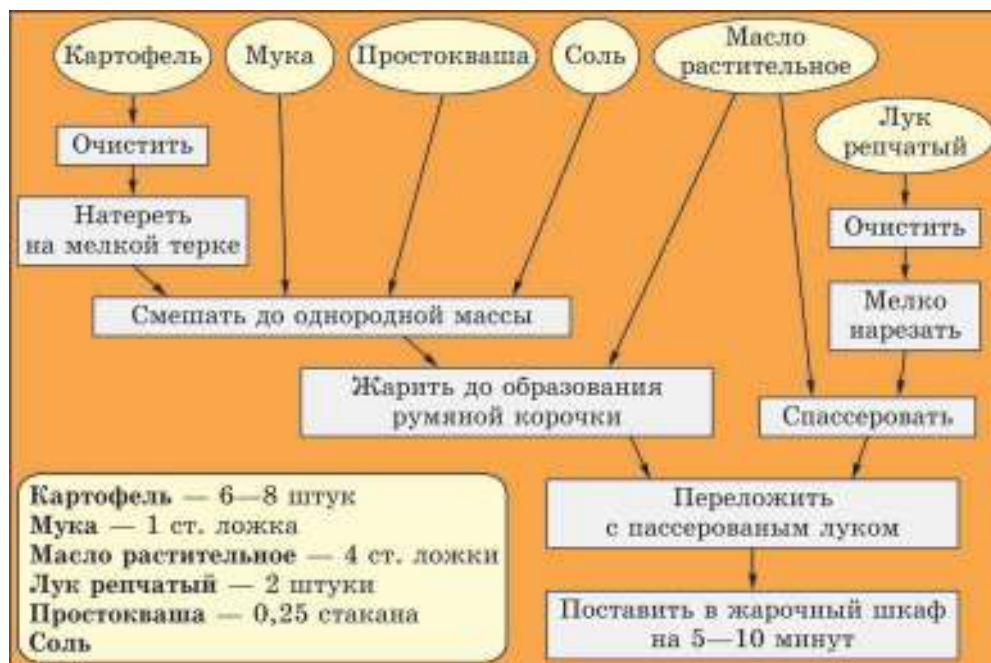 Картофель
Мука
Простокваша
Соль
Масло
растительное
Лук
репчатый
Очистить
Натереть
на мелкой терке
Очистить
Смешать до однородной массы
Мелко
нарезать
Жарить до образования
румяной корочки
Спассеровать
Картофель — 6—8 штук
Мука — 1 ст. ложка
Масло растительное — 4 ст. ложки
Лук репчатый — 2 штуки
Простокваша — 0,25 стакана
Соль
Переложить
с пассерованым луком
Поставить в жарочный шкаф
на 5—10 минут